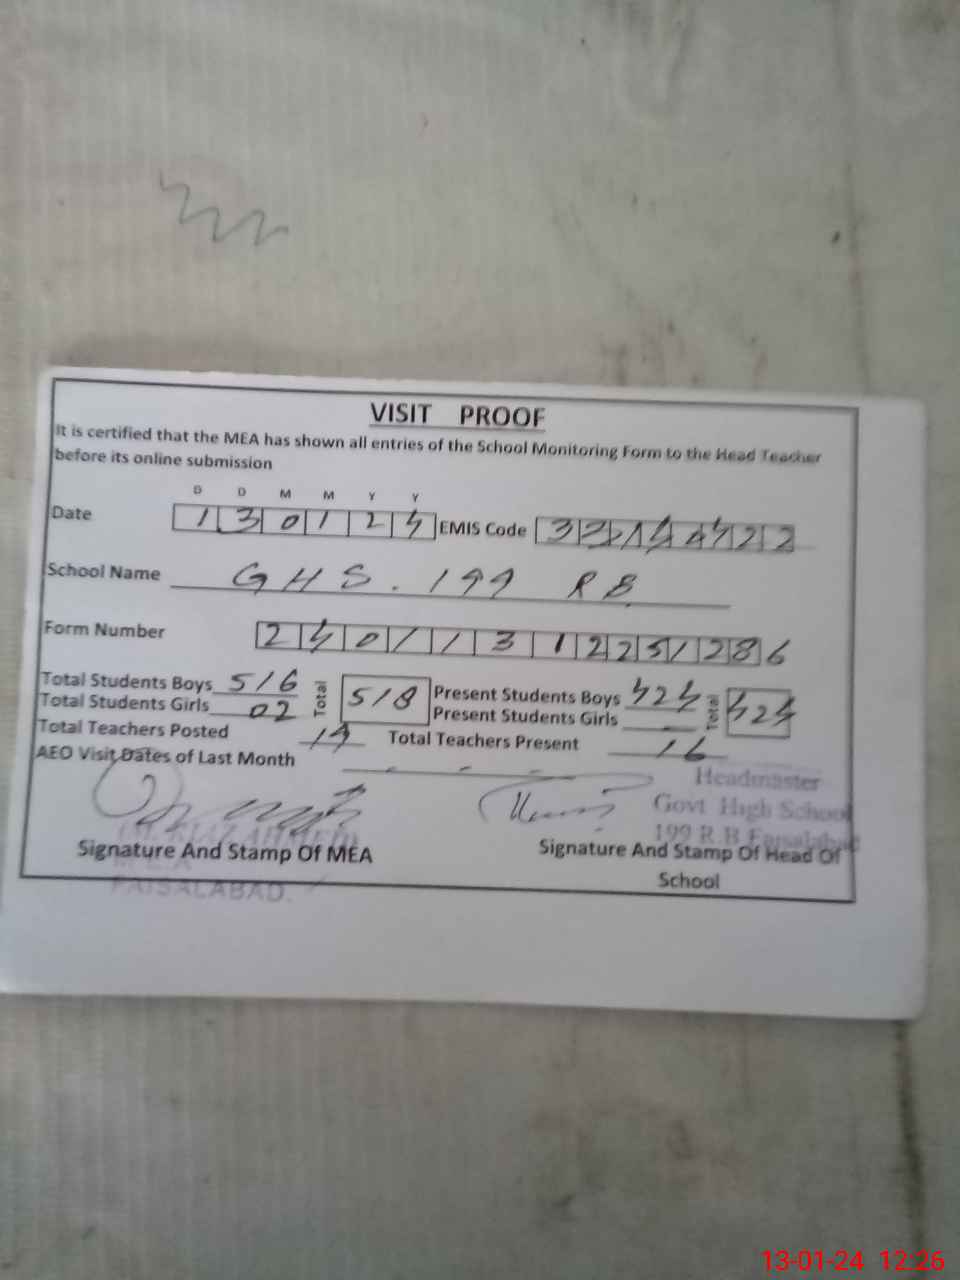 VISIT PROOF
It is certified that the MEA has shown all entries of the School Monitoring Form to the Head Teacher
before its online submission
D D M M Y Y
Date 1 3 0 1 2 4 EMIS Code
School Name GHS. 199 RB
Form Number 2 4 0 1 1 3 1 2 2 5 1 2 8 6
Total Students Boys 516 Total 518 Present Students Boys 424 Total 424
Total Students Girls 02 Present Students Girls -
Total Teachers Posted 19 Total Teachers Present 16
AEO Visit Dates of Last Month - - -
Headmaster
Govt High School
199 R.B Faisalabad
(M. RIAZ AHMED)
Signature And Stamp Of MEA Signature And Stamp Of Head Of
School
FAISALABAD.
13-01-24 12:26